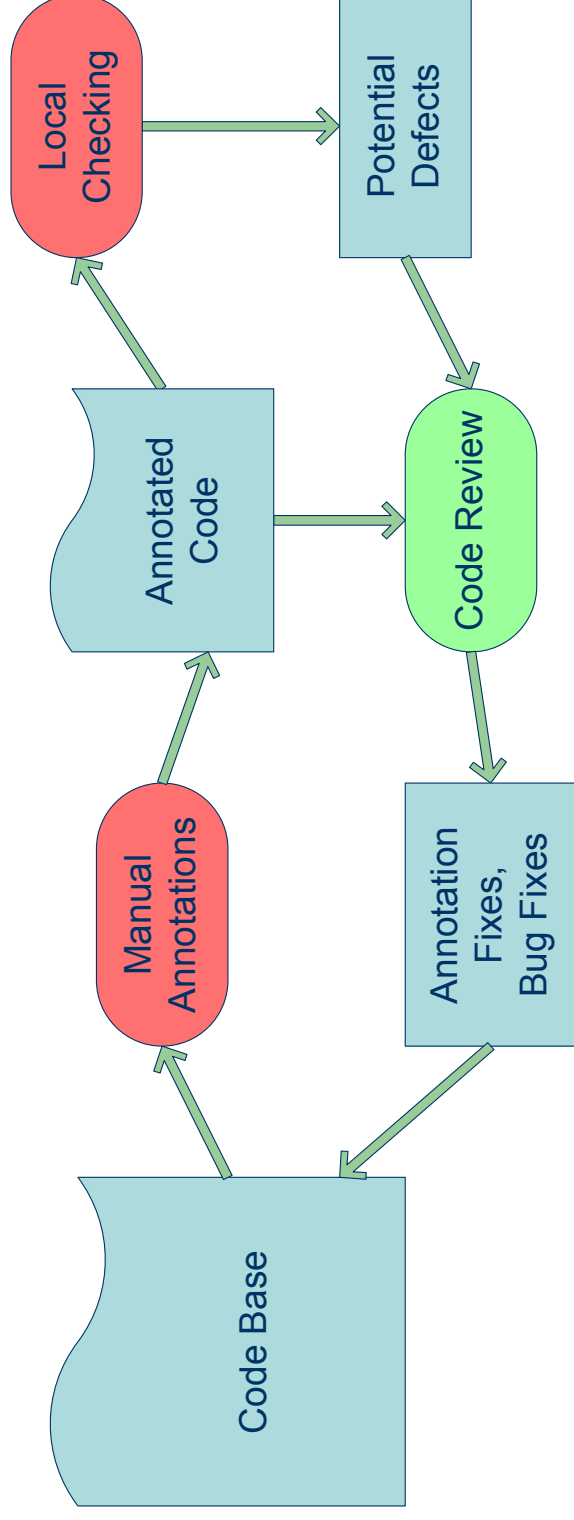 Code Base
Manual
Annotations
Annotated
Code
Local
Checking
Potential
Defects
Code Review
Annotation
Fixes,
Bug Fixes